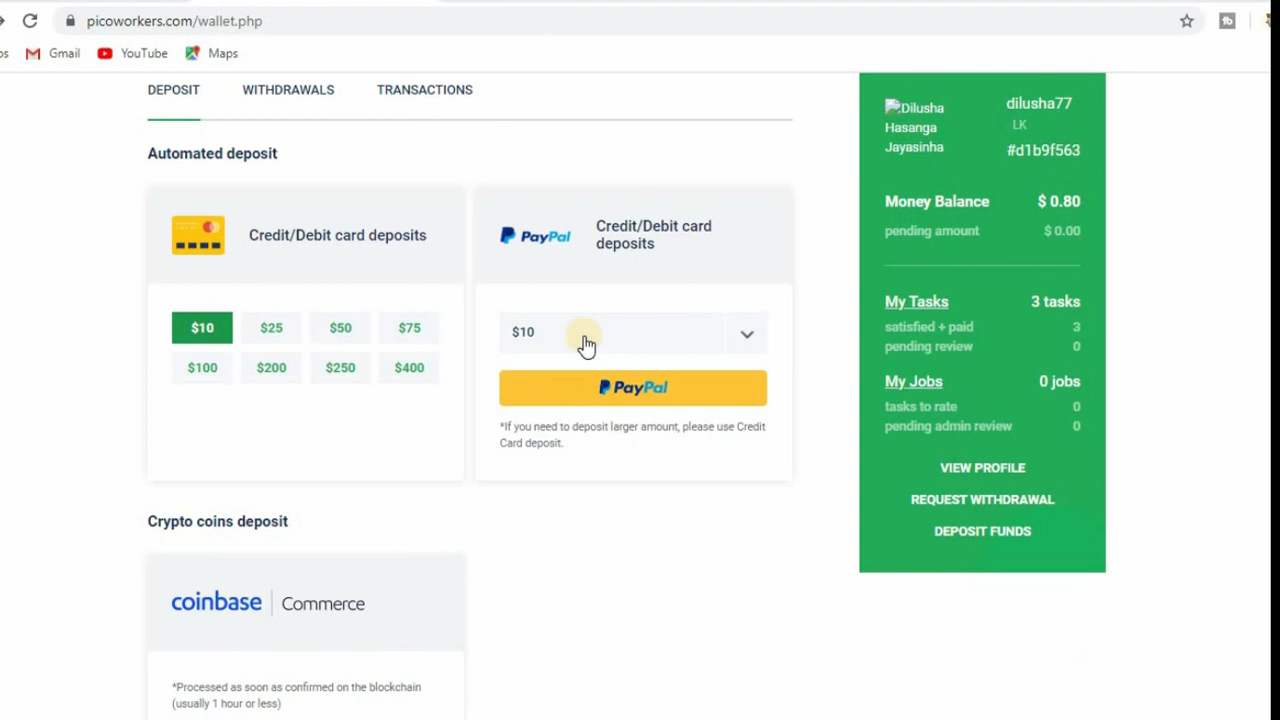 picoworkers.com/wallet.php
Gmail YouTube Maps
DEPOSIT WITHDRAWALS TRANSACTIONS
Automated deposit
Credit/Debit card deposits
$10 $25 $50 $75
$100 $200 $250 $400
PayPal
Credit/Debit card
deposits
$10
PayPal
*If you need to deposit larger amount, please use Credit
Card deposit.
Crypto coins deposit
coinbase Commerce
*Processed as soon as confirmed on the blockchain
(usually 1 hour or less)
Dilusha
Hasanga
Jayasinha
dilusha77
LK
#d1b9f563
Money Balance $ 0.80
pending amount $ 0.00
My Tasks 3 tasks
satisfied + paid 3
pending review 0
My Jobs 0 jobs
tasks to rate 0
pending admin review 0
VIEW PROFILE
REQUEST WITHDRAWAL
DEPOSIT FUNDS